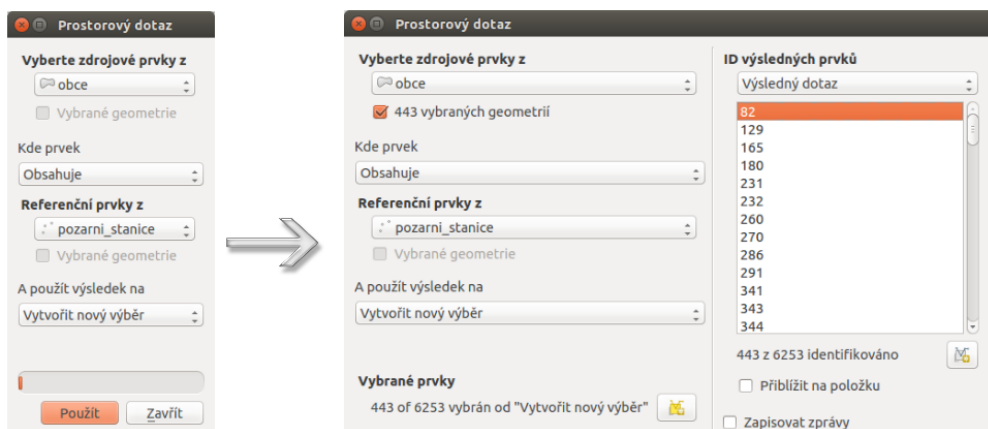 Prostorový dotaz
Vyberte zdrojové prvky z
obce
Vybrané geometrie
Kde prvek
Obsahuje
Referenční prvky z
pozarni_stanice
Vybrané geometrie
A použít výsledek na
Vytvořit nový výběr
Použít
Zavřít
Prostorový dotaz
Vyberte zdrojové prvky z
obce
443 vybraných geometrií
Kde prvek
Obsahuje
Referenční prvky z
pozarni_stanice
Vybrané geometrie
A použít výsledek na
Vytvořit nový výběr
Vybrané prvky
443 of 6253 vybrán od "Vytvořit nový výběr"
ID výsledných prvků
Výsledný dotaz
82
129
165
180
231
232
260
270
286
291
341
343
344
443 z 6253 identifikováno
Přiblížit na položku
Zapisovat zprávy